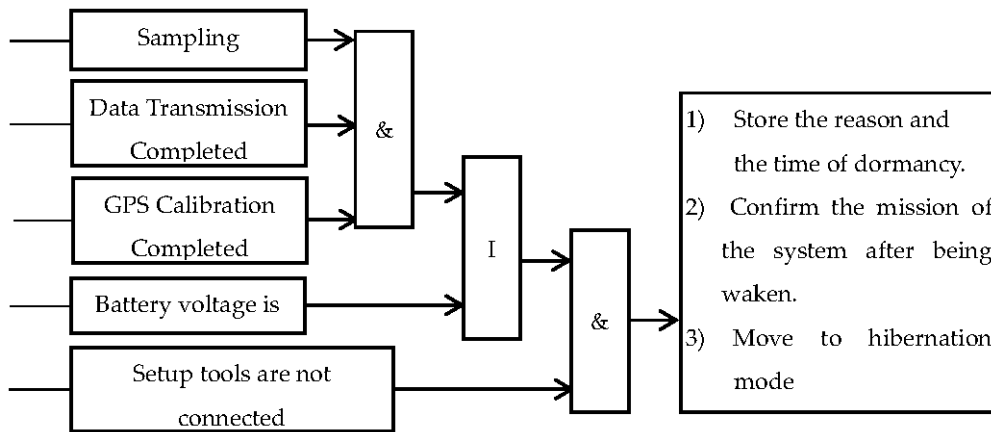 Sampling
Data Transmission
Completed
GPS Calibration
Completed
Battery voltage is
Setup tools are not
connected
&
I
&
1) Store the reason and
the time of dormancy.
2) Confirm the mission of
the system after being
waken.
3) Move to hibernation
mode